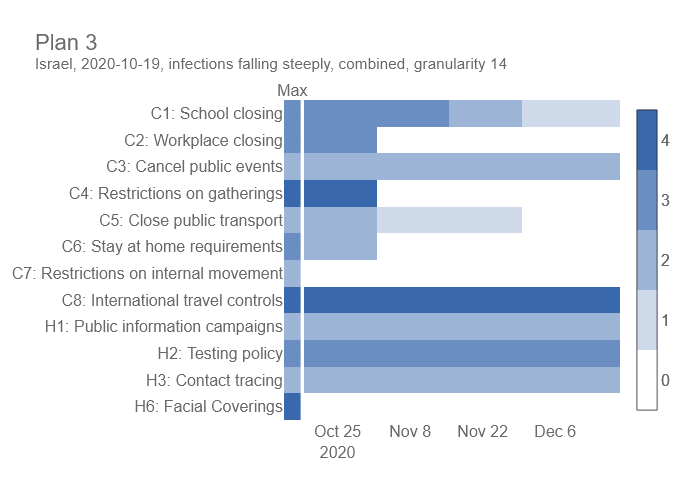 Plan 3
Israel, 2020-10-19, infections falling steeply, combined, granularity 14
Max
C1: School closing
C2: Workplace closing
C3: Cancel public events
C4: Restrictions on gatherings
C5: Close public transport
C6: Stay at home requirements
C7: Restrictions on internal movement
C8: International travel controls
H1: Public information campaigns
H2: Testing policy
H3: Contact tracing
H6: Facial Coverings
4
3
2
1
0
Oct 25 Nov 8 Nov 22 Dec 6
2020